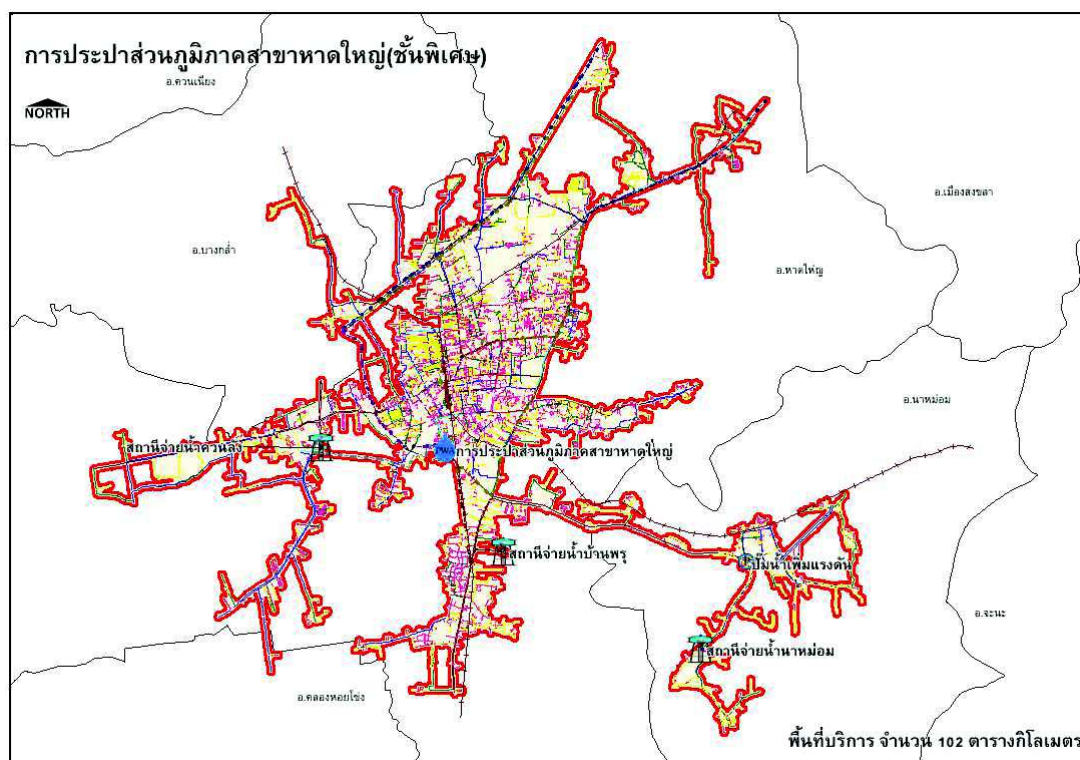 การประปาส่วนภูมิภาคสาขาหาดใหญ่(ชั้นพิเศษ)
อ.ควนเนียง
NORTH
อ.เมืองสงขลา
อ.บางกล่ำ
อ.หาดใหญ่
อ.นาหม่อม
สถานีจ่ายน้ำควนลัง
PWA
การประปาส่วนภูมิภาคสาขาหาดใหญ่
สถานีจ่ายน้ำบ้านพรุ
ปั๊มน้ำเพิ่มแรงดัน
อ.จะนะ
สถานีจ่ายน้ำนาหม่อม
อ.คลองหอยโข่ง
พื้นที่บริการ จำนวน 102 ตารางกิโลเมตร